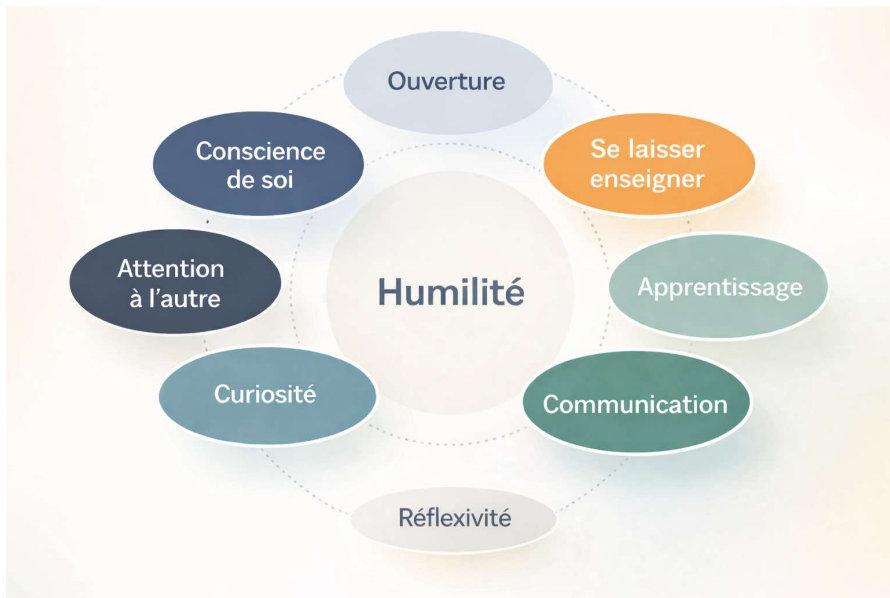 Ouverture
Conscience
de soi
Se laisser
enseigner
Attention
à l'autre
Humilité
Apprentissage
Curiosité
Communication
Réflexivité